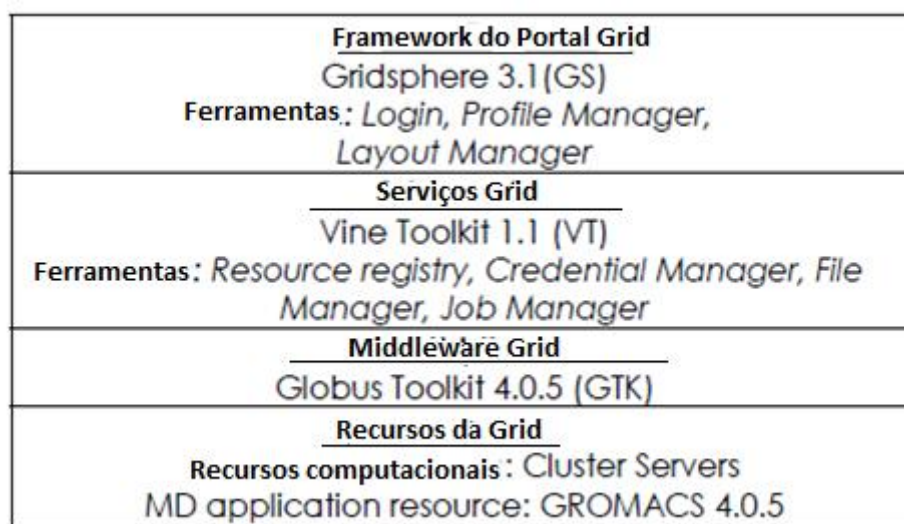 Framework do Portal Grid
Gridsphere 3.1(GS)
Ferramentas: Login, Profile Manager,
Layout Manager
Serviços Grid
Vine Toolkit 1.1 (VT)
Ferramentas: Resource registry, Credential Manager, File
Manager, Job Manager
Middleware Grid
Globus Toolkit 4.0.5 (GTK)
Recursos da Grid
Recursos computacionais: Cluster Servers
MD application resource: GROMACS 4.0.5